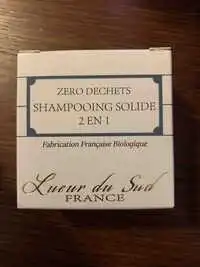 ZERO DECHETS
SHAMPOOING SOLIDE
2 EN 1
Fabrication Française Biologique
Lueur du Sud
FRANCE